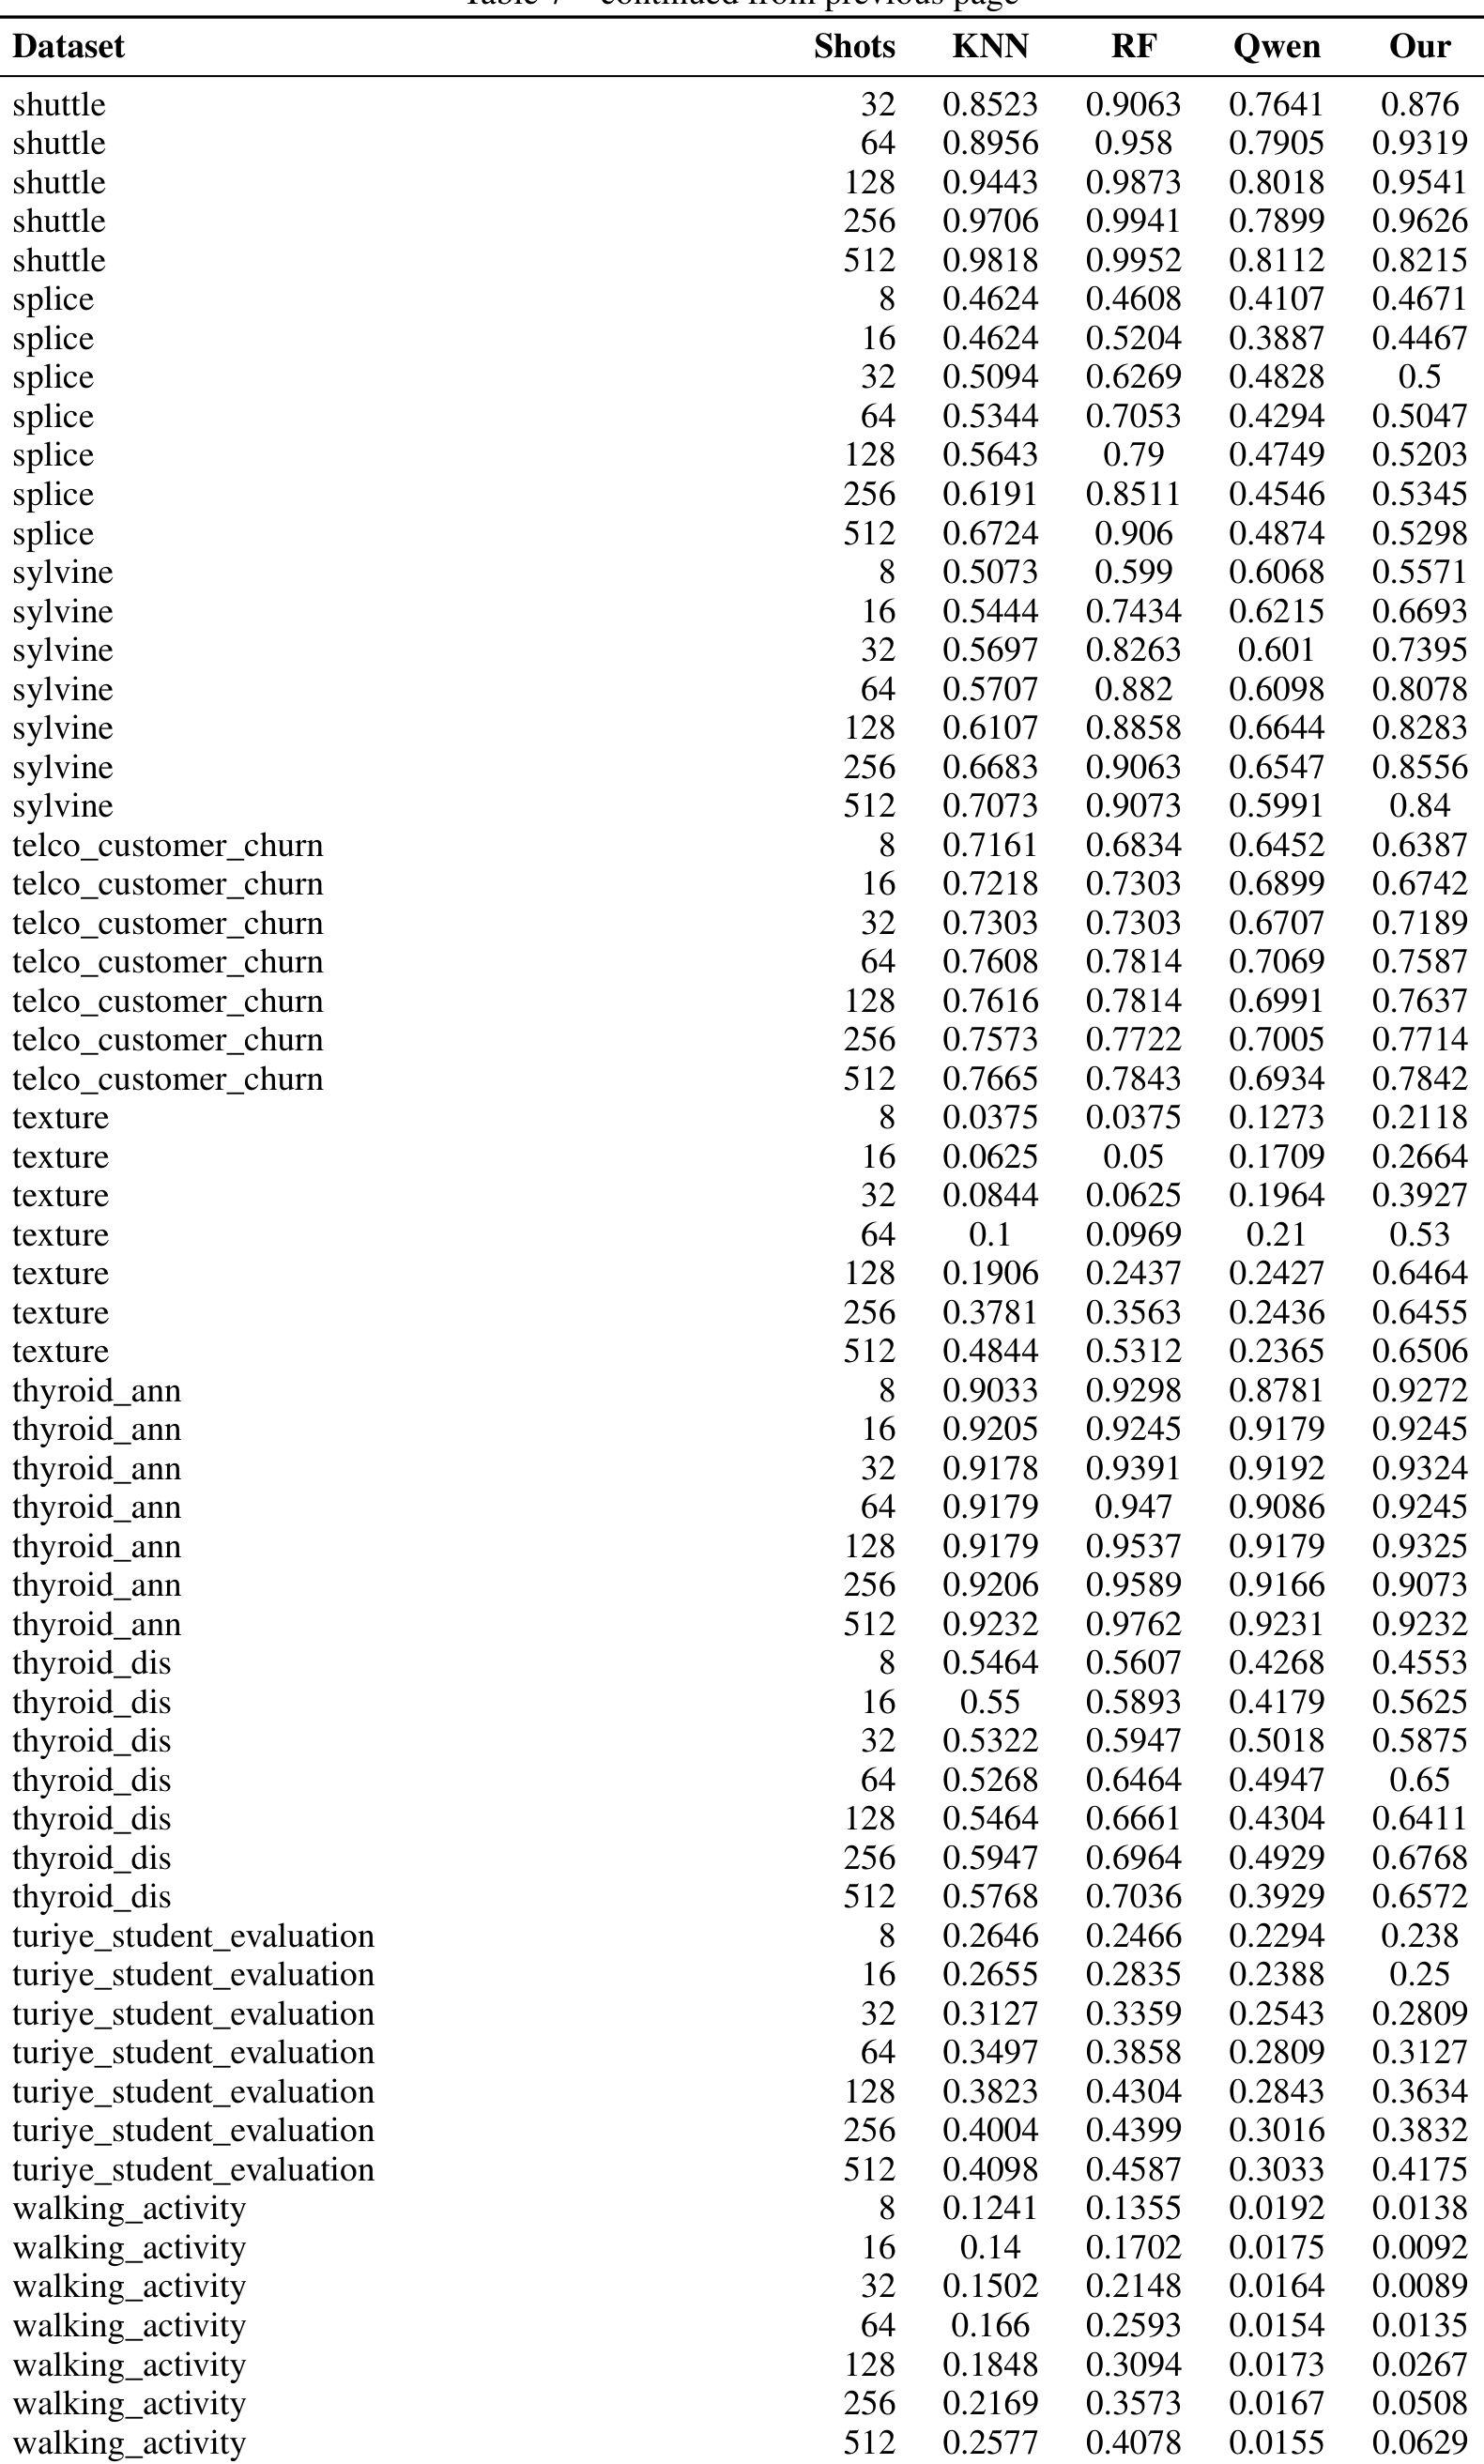 Table 7 – continued from previous page
Dataset Shots KNN RF Qwen Our
shuttle 32 0.8523 0.9063 0.7641 0.876
shuttle 64 0.8956 0.958 0.7905 0.9319
shuttle 128 0.9443 0.9873 0.8018 0.9541
shuttle 256 0.9706 0.9941 0.7899 0.9626
shuttle 512 0.9818 0.9952 0.8112 0.8215
splice 8 0.4624 0.4608 0.4107 0.4671
splice 16 0.4624 0.5204 0.3887 0.4467
splice 32 0.5094 0.6269 0.4828 0.5
splice 64 0.5344 0.7053 0.4294 0.5047
splice 128 0.5643 0.79 0.4749 0.5203
splice 256 0.6191 0.8511 0.4546 0.5345
splice 512 0.6724 0.906 0.4874 0.5298
sylvine 8 0.5073 0.599 0.6068 0.5571
sylvine 16 0.5444 0.7434 0.6215 0.6693
sylvine 32 0.5697 0.8263 0.601 0.7395
sylvine 64 0.5707 0.882 0.6098 0.8078
sylvine 128 0.6107 0.8858 0.6644 0.8283
sylvine 256 0.6683 0.9063 0.6547 0.8556
sylvine 512 0.7073 0.9073 0.5991 0.84
telco_customer_churn 8 0.7161 0.6834 0.6452 0.6387
telco_customer_churn 16 0.7218 0.7303 0.6899 0.6742
telco_customer_churn 32 0.7303 0.7303 0.6707 0.7189
telco_customer_churn 64 0.7608 0.7814 0.7069 0.7587
telco_customer_churn 128 0.7616 0.7814 0.6991 0.7637
telco_customer_churn 256 0.7573 0.7722 0.7005 0.7714
telco_customer_churn 512 0.7665 0.7843 0.6934 0.7842
texture 8 0.0375 0.0375 0.1273 0.2118
texture 16 0.0625 0.05 0.1709 0.2664
texture 32 0.0844 0.0625 0.1964 0.3927
texture 64 0.1 0.0969 0.21 0.53
texture 128 0.1906 0.2437 0.2427 0.6464
texture 256 0.3781 0.3563 0.2436 0.6455
texture 512 0.4844 0.5312 0.2365 0.6506
thyroid_ann 8 0.9033 0.9298 0.8781 0.9272
thyroid_ann 16 0.9205 0.9245 0.9179 0.9245
thyroid_ann 32 0.9178 0.9391 0.9192 0.9324
thyroid_ann 64 0.9179 0.947 0.9086 0.9245
thyroid_ann 128 0.9179 0.9537 0.9179 0.9325
thyroid_ann 256 0.9206 0.9589 0.9166 0.9073
thyroid_ann 512 0.9232 0.9762 0.9231 0.9232
thyroid_dis 8 0.5464 0.5607 0.4268 0.4553
thyroid_dis 16 0.55 0.5893 0.4179 0.5625
thyroid_dis 32 0.5322 0.5947 0.5018 0.5875
thyroid_dis 64 0.5268 0.6464 0.4947 0.65
thyroid_dis 128 0.5464 0.6661 0.4304 0.6411
thyroid_dis 256 0.5947 0.6964 0.4929 0.6768
thyroid_dis 512 0.5768 0.7036 0.3929 0.6572
turiye_student_evaluation 8 0.2646 0.2466 0.2294 0.238
turiye_student_evaluation 16 0.2655 0.2835 0.2388 0.25
turiye_student_evaluation 32 0.3127 0.3359 0.2543 0.2809
turiye_student_evaluation 64 0.3497 0.3858 0.2809 0.3127
turiye_student_evaluation 128 0.3823 0.4304 0.2843 0.3634
turiye_student_evaluation 256 0.4004 0.4399 0.3016 0.3832
turiye_student_evaluation 512 0.4098 0.4587 0.3033 0.4175
walking_activity 8 0.1241 0.1355 0.0192 0.0138
walking_activity 16 0.14 0.1702 0.0175 0.0092
walking_activity 32 0.1502 0.2148 0.0164 0.0089
walking_activity 64 0.166 0.2593 0.0154 0.0135
walking_activity 128 0.1848 0.3094 0.0173 0.0267
walking_activity 256 0.2169 0.3573 0.0167 0.0508
walking_activity 512 0.2577 0.4078 0.0155 0.0629